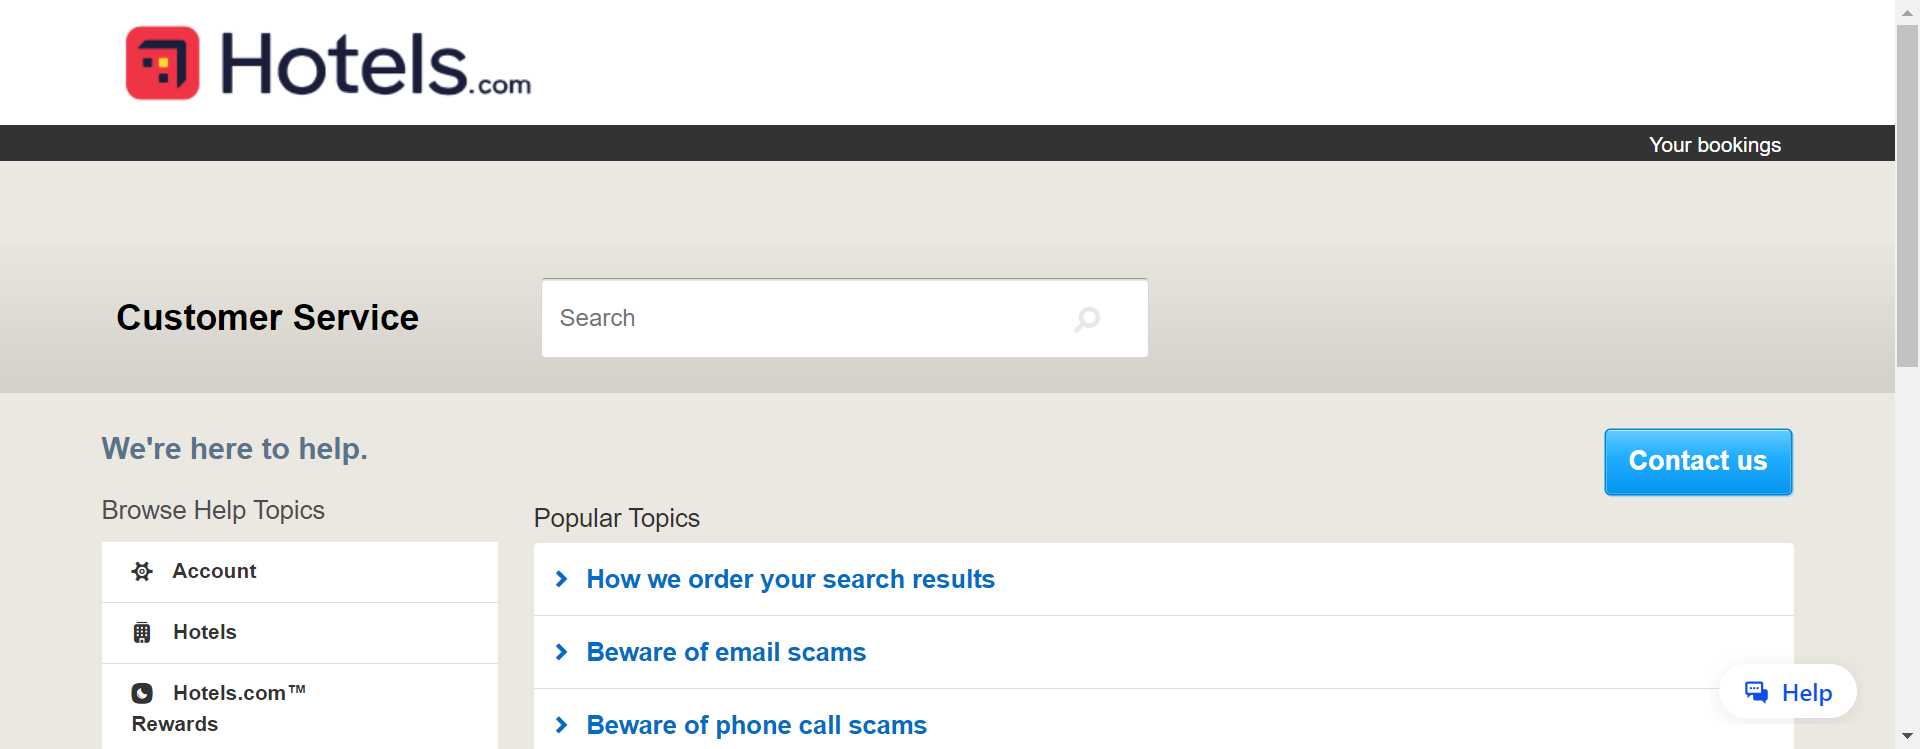 Hotels.com
Your bookings
Customer Service
Search
We're here to help.
Contact us
Browse Help Topics
Account
Hotels
Hotels.com™
Rewards
Popular Topics
How we order your search results
Beware of email scams
Beware of phone call scams
Help